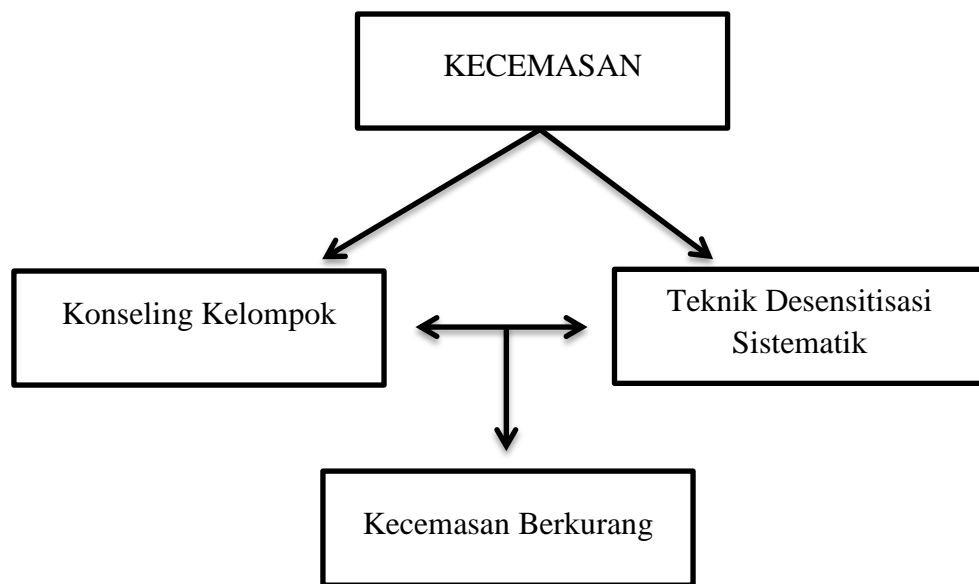 KECEMASAN
Konseling Kelompok
Teknik Desensitisasi
Sistematik
Kecemasan Berkurang